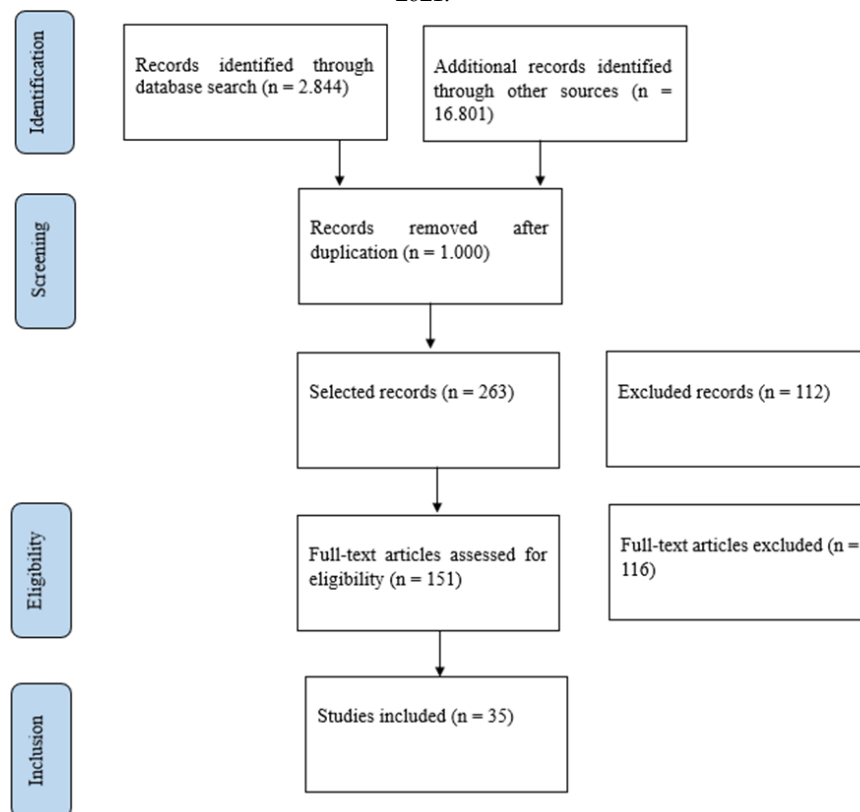 2021.
Identification
Records identified through
database search (n = 2.844)
Additional records identified
through other sources (n =
16.801)
Screening
Records removed after
duplication (n = 1.000)
Selected records (n = 263)
Excluded records (n = 112)
Eligibility
Full-text articles assessed for
eligibility (n = 151)
Full-text articles excluded (n =
116)
Inclusion
Studies included (n = 35)